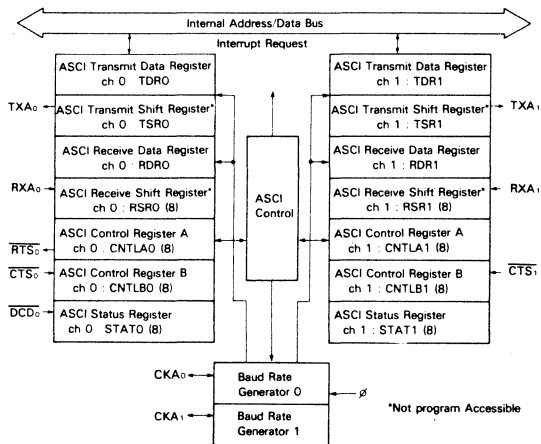 Internal Address/Data Bus
Interrupt Request
ASCI Transmit Data Register
ch 0 : TDR0
ASCI Transmit Shift Register*
ch 0 : TSR0
ASCI Receive Data Register
ch 0 : RDR0
ASCI Receive Shift Register*
ch 0 : RSR0 (8)
ASCI Control Register A
ch 0 : CNTLA0 (8)
ASCI Control Register B
ch 0 : CNTLB0 (8)
ASCI Status Register
ch 0 STAT0 (8)
TXA0
RXA0
RTS0
CTS0
DCD0
ASCI
Control
ASCI Transmit Data Register
ch 1 : TDR1
ASCI Transmit Shift Register*
ch 1 : TSR1
ASCI Receive Data Register
ch 1 : RDR1
ASCI Receive Shift Register*
ch 1 : RSR1 (8)
ASCI Control Register A
ch 1 : CNTLA1 (8)
ASCI Control Register B
ch 1 : CNTLB1 (8)
ASCI Status Register
ch 1 : STAT1 (8)
TXA1
RXA1
CTS1
CKA0
Baud Rate
Generator 0
ø
CKA1
Baud Rate
Generator 1
*Not program Accessible